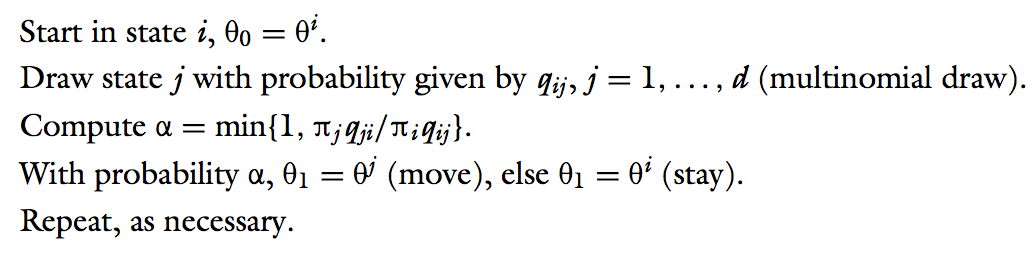 Start in state i, θ₀ = θⁱ.
Draw state j with probability given by qᵢⱼ, j = 1, . . . , d (multinomial draw).
Compute α = min{1, πⱼqⱼᵢ/πᵢqᵢⱼ}.
With probability α, θ₁ = θʲ (move), else θ₁ = θⁱ (stay).
Repeat, as necessary.